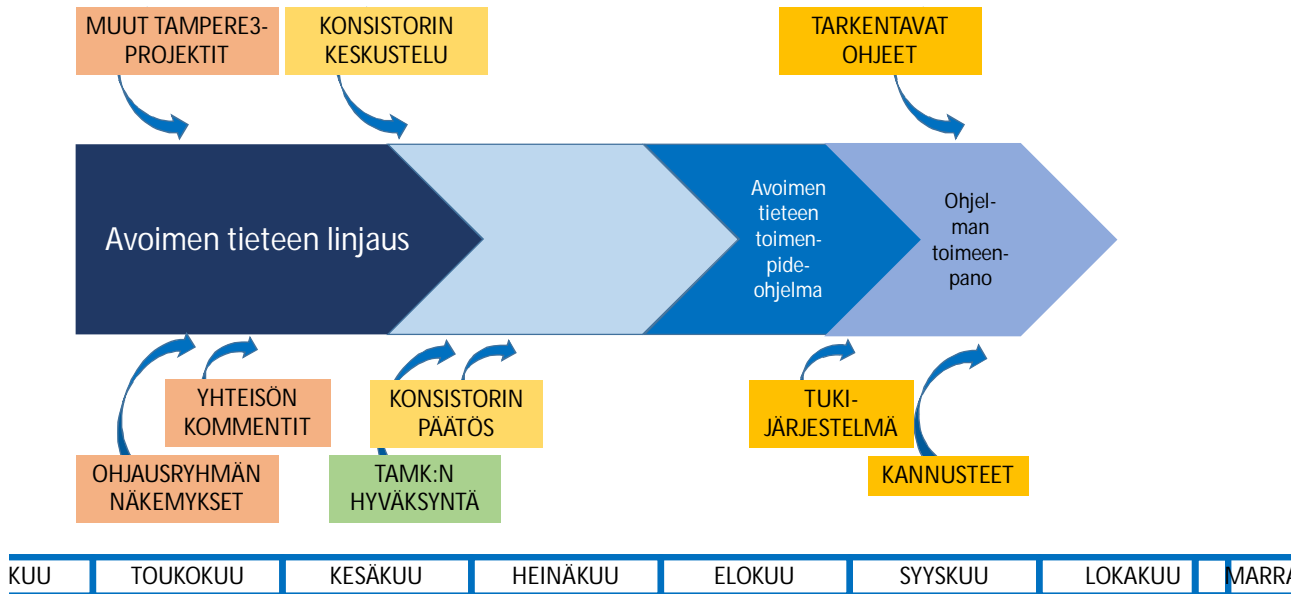 MUUT TAMPERE3-
PROJEKTIT
KONSISTORIN
KESKUSTELU
TARKENTAVAT
OHJEET
Avoimen tieteen linjaus
Avoimen
tieteen
toimen-
pide-
ohjelma
Ohjel-
man
toimeen-
pano
YHTEISÖN
KOMMENTIT
KONSISTORIN
PÄÄTÖS
TUKI-
JÄRJESTELMÄ
OHJAUSRYHMÄN
NÄKEMYKSET
TAMK:N
HYVÄKSYNTÄ
KANNUSTEET
KUU TOUKOKUU KESÄKUU HEINÄKUU ELOKUU SYYSKUU LOKAKUU MARRA